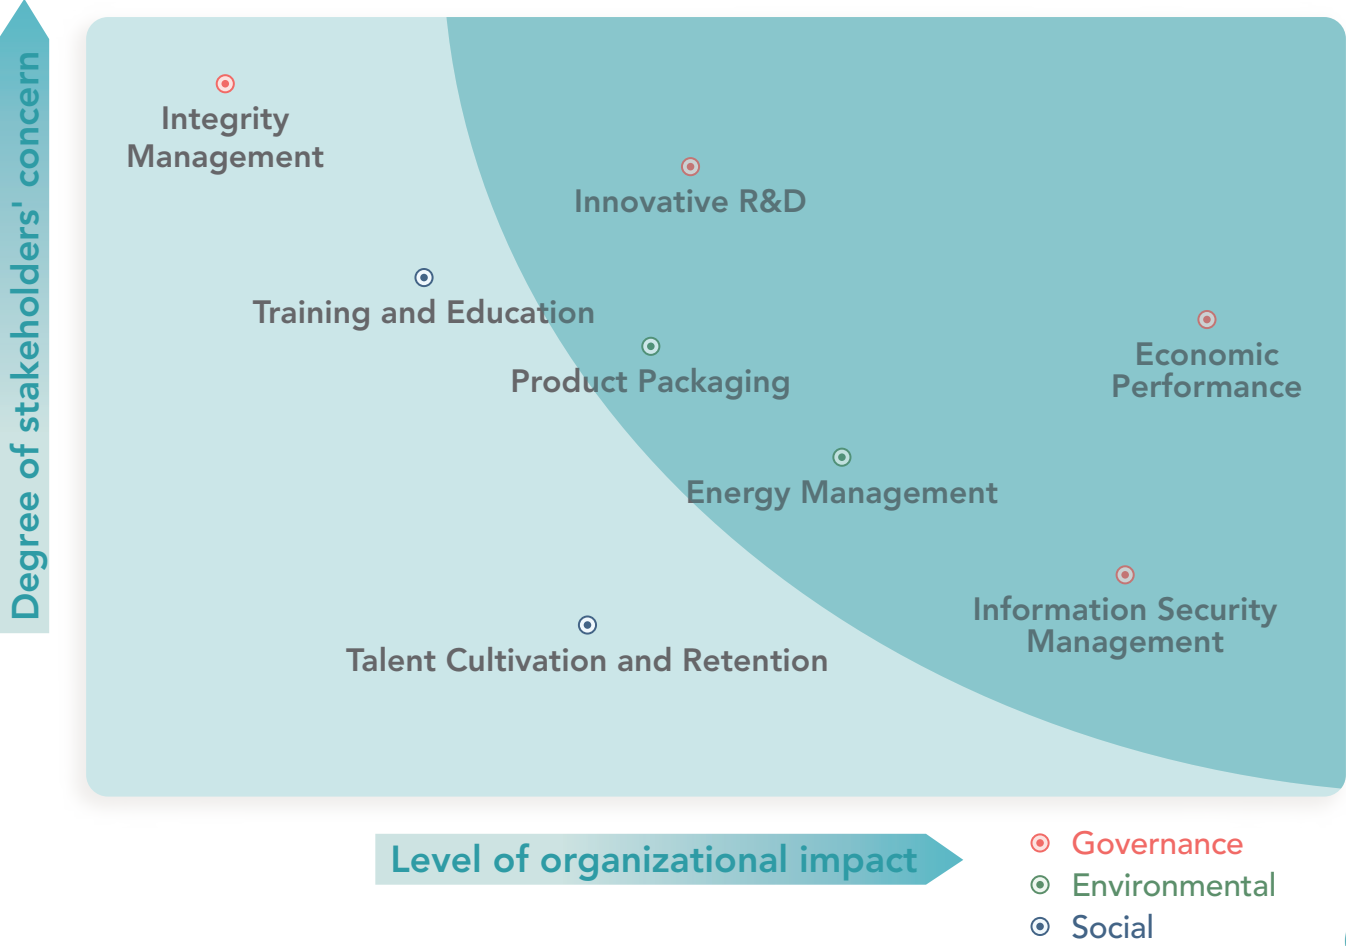 Degree of stakeholders' concern
Integrity
Management
Innovative R&D
Training and Education
Product Packaging
Economic
Performance
Energy Management
Information Security
Management
Talent Cultivation and Retention
Level of organizational impact
Governance
Environmental
Social